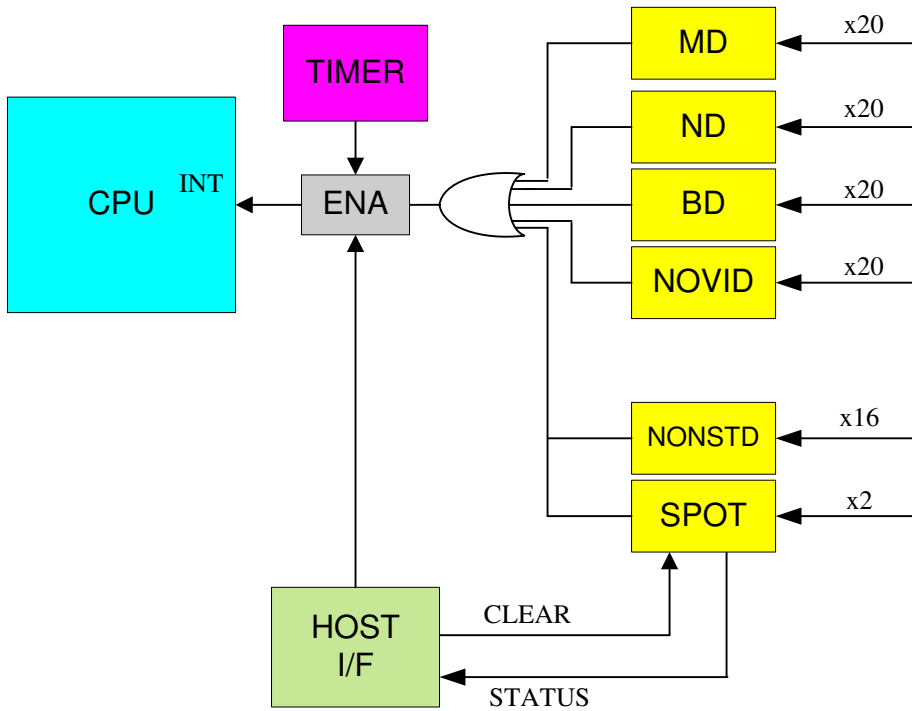 MD
x20
TIMER
ND
x20
CPU
INT
ENA
BD
x20
NOVID
x20
NONSTD
x16
SPOT
x2
HOST
I/F
CLEAR
STATUS